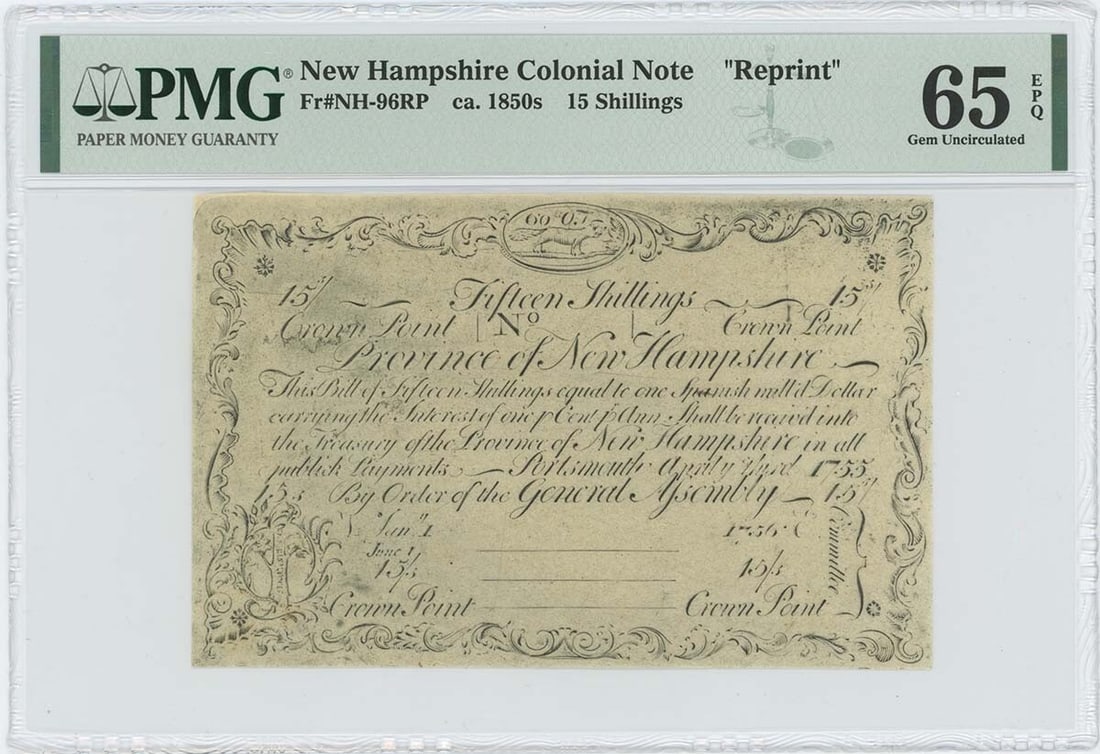 PMG® New Hampshire Colonial Note "Reprint" 65 EPQ
PAPER MONEY GUARANTY Fr#NH-96RP ca. 1850s 15 Shillings Gem Uncirculated
15/ Fifteen Shillings 15/
Crown Point No Crown Point
Province of New Hampshire
This Bill of Fifteen Shillings equal to one Spanish mill'd Dollar
carrying the Interest of one p Cent p Ann Shall be receiv'd into
the Treasury of the Province of New Hampshire in all
publick Payments Portsmouth April 1755
15s By Order of the General Assembly 15/
Jan 1 1756
June 1
15/s 15/s
Committee
Crown Point Crown Point